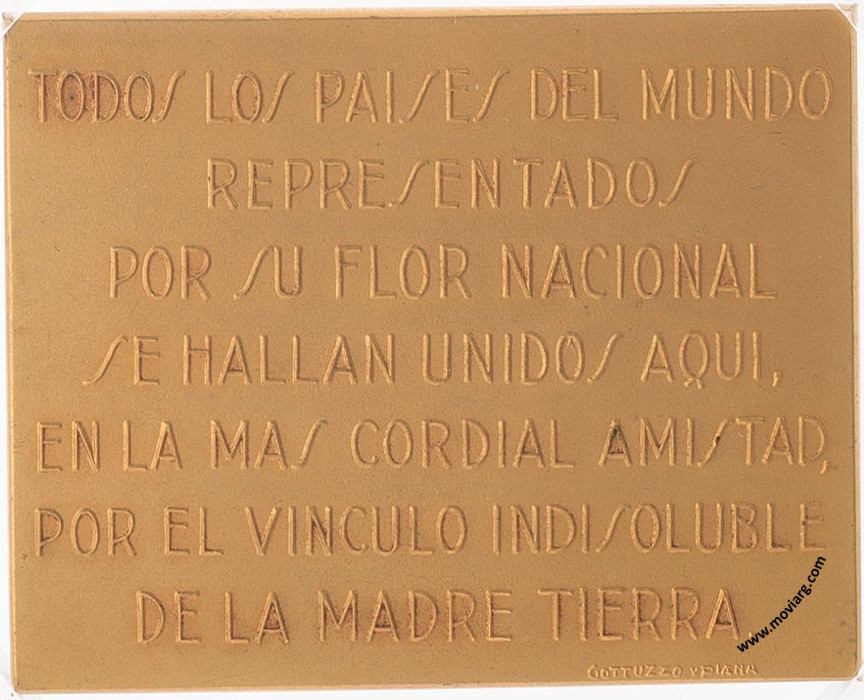 TODOS LOS PAISES DEL MUNDO
REPRESENTADOS
POR SU FLOR NACIONAL
SE HALLAN UNIDOS AQUI,
EN LA MAS CORDIAL AMISTAD,
POR EL VINCULO INDISOLUBLE
DE LA MADRE TIERRA.
www.moviarg.com
GOTTUZZO Y PIANA